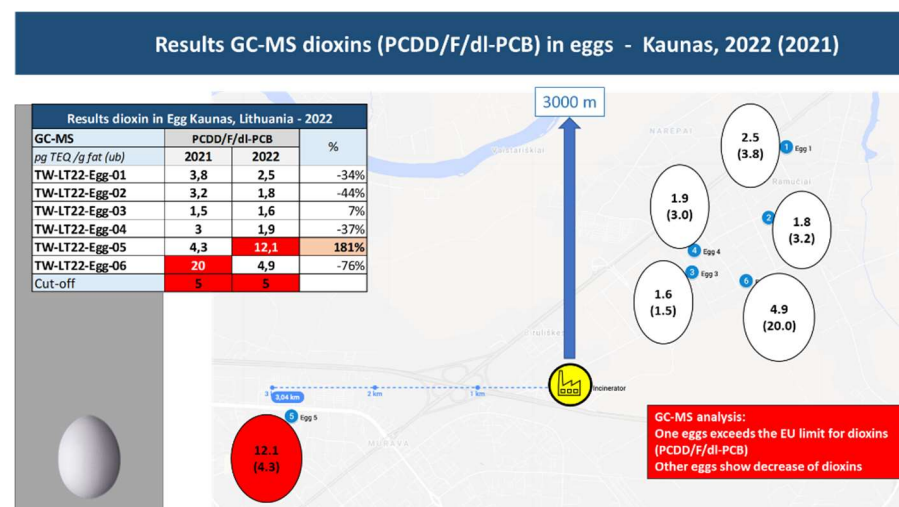 Results GC-MS dioxins (PCDD/F/dl-PCB) in eggs - Kaunas, 2022 (2021)
Results dioxin in Egg Kaunas, Lithuania - 2022
GC-MS PCDD/F/dl-PCB %
pg TEQ /g fat (ub) 2021 2022
TW-LT22-Egg-01 3,8 2,5 -34%
TW-LT22-Egg-02 3,2 1,8 -44%
TW-LT22-Egg-03 1,5 1,6 7%
TW-LT22-Egg-04 3 1,9 -37%
TW-LT22-Egg-05 4,3 12,1 181%
TW-LT22-Egg-06 20 4,9 -76%
Cut-off 5 5
3000 m
NAREPAI
2.5
(3.8)
1 Egg 1
Ramučiai
1.9
(3.0)
2
1.8
(3.2)
4 Egg 4
3 Egg 3
1.6
(1.5)
6
4.9
(20.0)
Incinerator
3
3,04 km
2 km
1 km
5 Egg 5
MURAVA
12.1
(4.3)
GC-MS analysis:
One eggs exceeds the EU limit for dioxins
(PCDD/F/dl-PCB)
Other eggs show decrease of dioxins